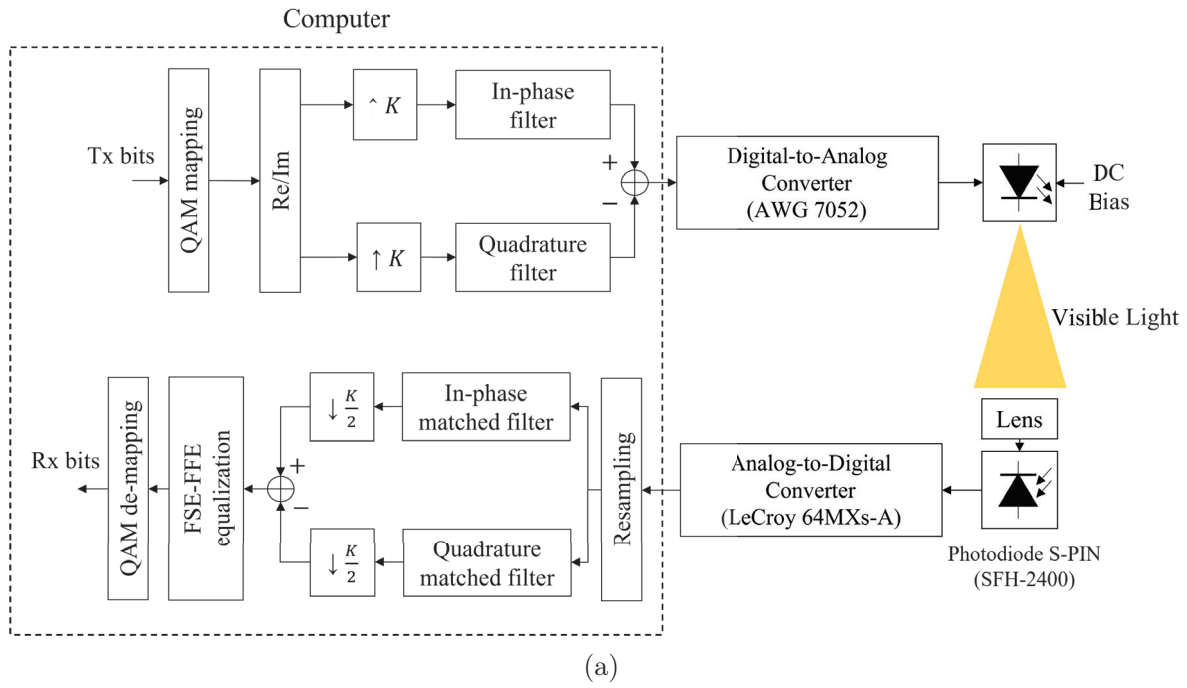 Computer
Tx bits
QAM mapping
Re/Im
↑ K
In-phase
filter
+
−
↑ K
Quadrature
filter
Digital-to-Analog
Converter
(AWG 7052)
DC
Bias
Visible Light
Lens
Photodiode S-PIN
(SFH-2400)
Analog-to-Digital
Converter
(LeCroy 64MXs-A)
Resampling
In-phase
matched filter
Quadrature
matched filter
↓ K/2
↓ K/2
+
−
FSE-FFE
equalization
QAM de-mapping
Rx bits
(a)